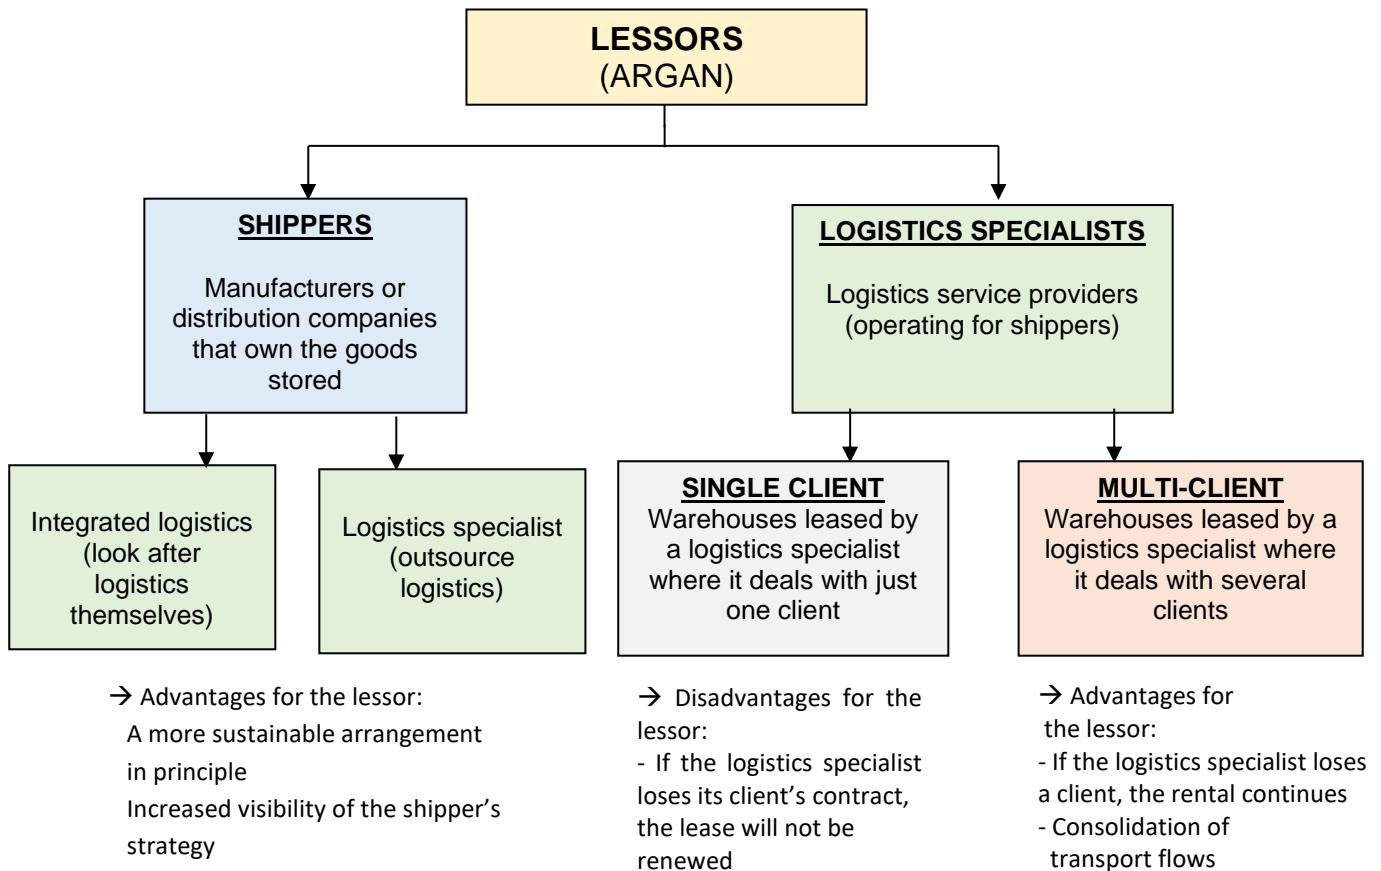 LESSORS
(ARGAN)
SHIPPERS
Manufacturers or
distribution companies
that own the goods
stored
LOGISTICS SPECIALISTS
Logistics service providers
(operating for shippers)
Integrated logistics
(look after
logistics
themselves)
Logistics specialist
(outsource
logistics)
SINGLE CLIENT
Warehouses leased by
a logistics specialist
where it deals with just
one client
MULTI-CLIENT
Warehouses leased by a
logistics specialist where
it deals with several
clients
→ Advantages for the lessor:
A more sustainable arrangement
in principle
Increased visibility of the shipper’s
strategy
→ Disadvantages for the
lessor:
- If the logistics specialist
loses its client’s contract,
the lease will not be
renewed
→ Advantages for
the lessor:
- If the logistics specialist loses
a client, the rental continues
- Consolidation of
transport flows